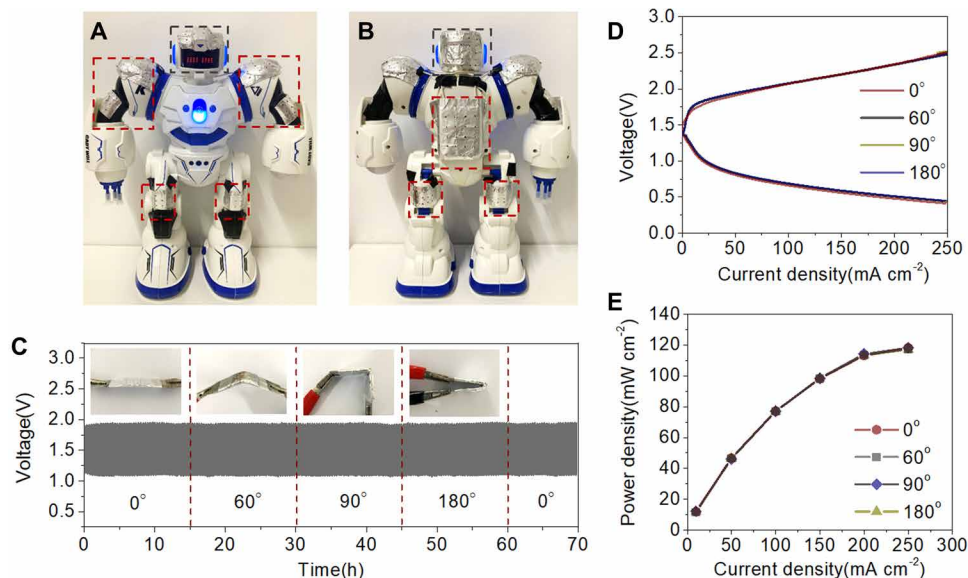 A
B
D
3.0
2.5
2.0
1.5
1.0
0.5
0.0
Voltage(V)
0°
60°
90°
180°
0 50 100 150 200 250
Current density(mA cm⁻²)
C
3.0
2.5
2.0
1.5
1.0
0.5
Voltage(V)
0° 60° 90° 180° 0°
0 10 20 30 40 50 60 70
Time(h)
E
140
120
100
80
60
40
20
0
Power density(mW cm⁻²)
0°
60°
90°
180°
0 50 100 150 200 250 300
Current density(mA cm⁻²)